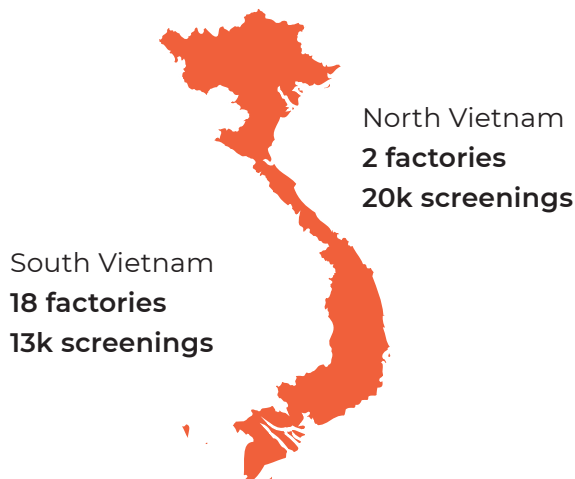 North Vietnam
2 factories
20k screenings
South Vietnam
18 factories
13k screenings